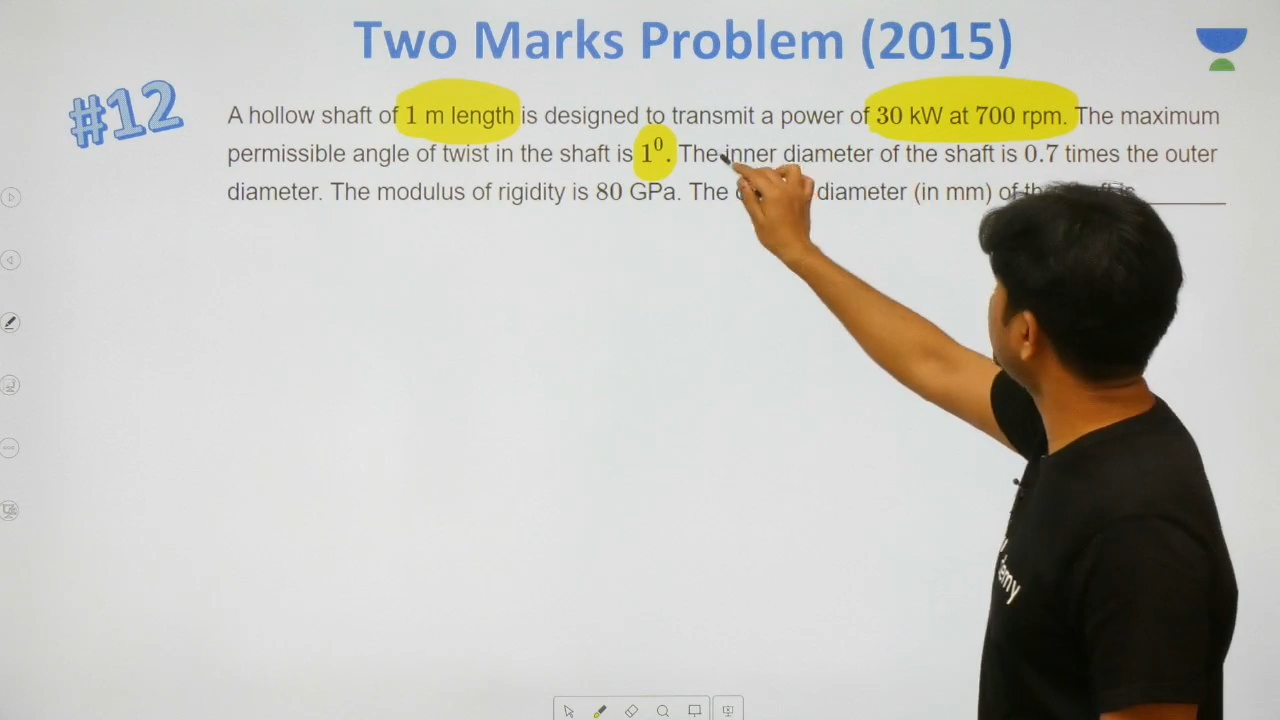 Two Marks Problem (2015)
#12
A hollow shaft of 1 m length is designed to transmit a power of 30 kW at 700 rpm. The maximum
permissible angle of twist in the shaft is 1⁰. The inner diameter of the shaft is 0.7 times the outer
diameter. The modulus of rigidity is 80 GPa. The diameter (in mm) of